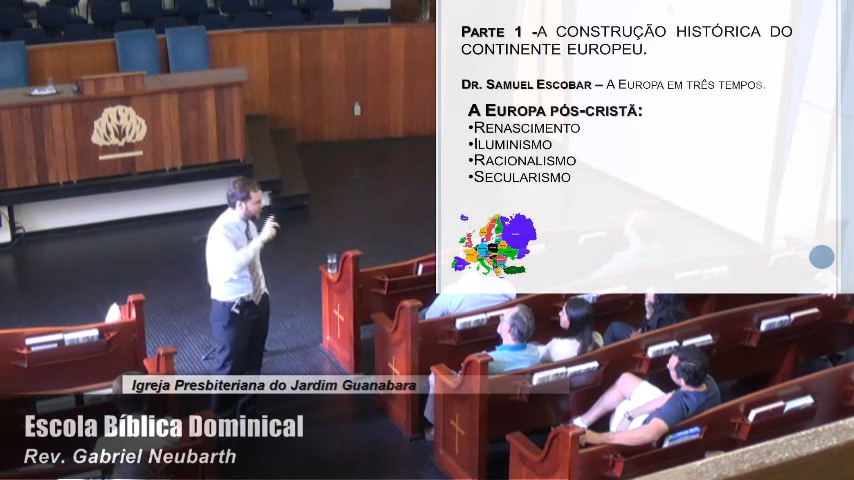 PARTE 1 -A CONSTRUÇÃO HISTÓRICA DO
CONTINENTE EUROPEU.
DR. SAMUEL ESCOBAR – A EUROPA EM TRÊS TEMPOS.
A EUROPA PÓS-CRISTÃ:
•RENASCIMENTO
•ILUMINISMO
•RACIONALISMO
•SECULARISMO
Igreja Presbiteriana do Jardim Guanabara
Escola Bíblica Dominical
Rev. Gabriel Neubarth